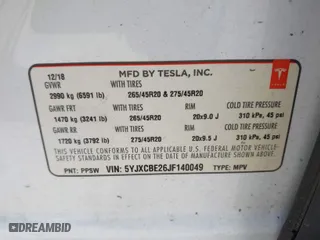 12/18
MFD BY TESLA, INC.
GVWR WITH TIRES
2990 kg (6591 lb) 265/45R20 & 275/45R20
GAWR FRT WITH TIRES RIM COLD TIRE PRESSURE
1470 kg (3241 lb) 265/45R20 20x9.0 J 310 kPa, 45 psi
GAWR RR WITH TIRES RIM COLD TIRE PRESSURE
1720 kg (3792 lb) 275/45R20 20x9.5 J 310 kPa, 45 psi
THIS VEHICLE CONFORMS TO ALL APPLICABLE U.S. FEDERAL MOTOR VEHICLE
SAFETY AND THEFT PREVENTION STANDARDS IN EFFECT ON THE DATE OF
MANUFACTURE SHOWN ABOVE.
PNT: PPSW VIN: 5YJXCBE26JF140049 TYPE: MPV
TESLA
DREAMBID